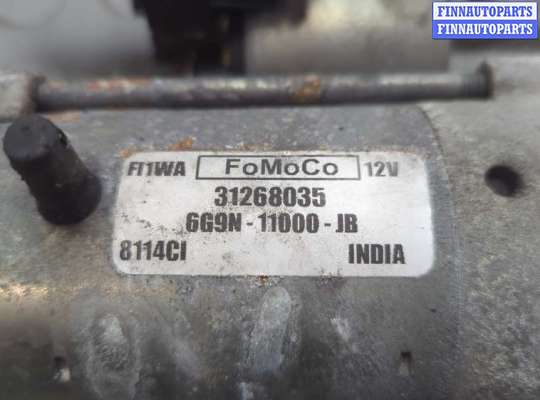 FINNAUTOPARTS
FINNAUTOPARTS
FT1WA FoMoCo 12V
31268035
6G9N-11000-JB
8114CI INDIA